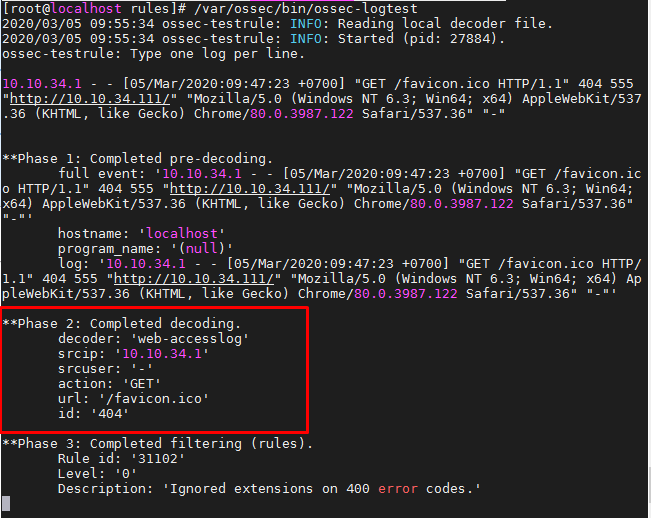 [root@localhost rules]# /var/ossec/bin/ossec-logtest
2020/03/05 09:55:34 ossec-testrule: INFO: Reading local decoder file.
2020/03/05 09:55:34 ossec-testrule: INFO: Started (pid: 27884).
ossec-testrule: Type one log per line.
10.10.34.1 - - [05/Mar/2020:09:47:23 +0700] "GET /favicon.ico HTTP/1.1" 404 555
"http://10.10.34.111/" "Mozilla/5.0 (Windows NT 6.3; Win64; x64) AppleWebKit/537
.36 (KHTML, like Gecko) Chrome/80.0.3987.122 Safari/537.36" "-"
**Phase 1: Completed pre-decoding.
full event: '10.10.34.1 - - [05/Mar/2020:09:47:23 +0700] "GET /favicon.ic
o HTTP/1.1" 404 555 "http://10.10.34.111/" "Mozilla/5.0 (Windows NT 6.3; Win64;
x64) AppleWebKit/537.36 (KHTML, like Gecko) Chrome/80.0.3987.122 Safari/537.36"
"-"'
hostname: 'localhost'
program_name: '(null)'
log: '10.10.34.1 - - [05/Mar/2020:09:47:23 +0700] "GET /favicon.ico HTTP/
1.1" 404 555 "http://10.10.34.111/" "Mozilla/5.0 (Windows NT 6.3; Win64; x64) Ap
pleWebKit/537.36 (KHTML, like Gecko) Chrome/80.0.3987.122 Safari/537.36" "-"'
**Phase 2: Completed decoding.
decoder: 'web-accesslog'
srcip: '10.10.34.1'
srcuser: '-'
action: 'GET'
url: '/favicon.ico'
id: '404'
**Phase 3: Completed filtering (rules).
Rule id: '31102'
Level: '0'
Description: 'Ignored extensions on 400 error codes.'